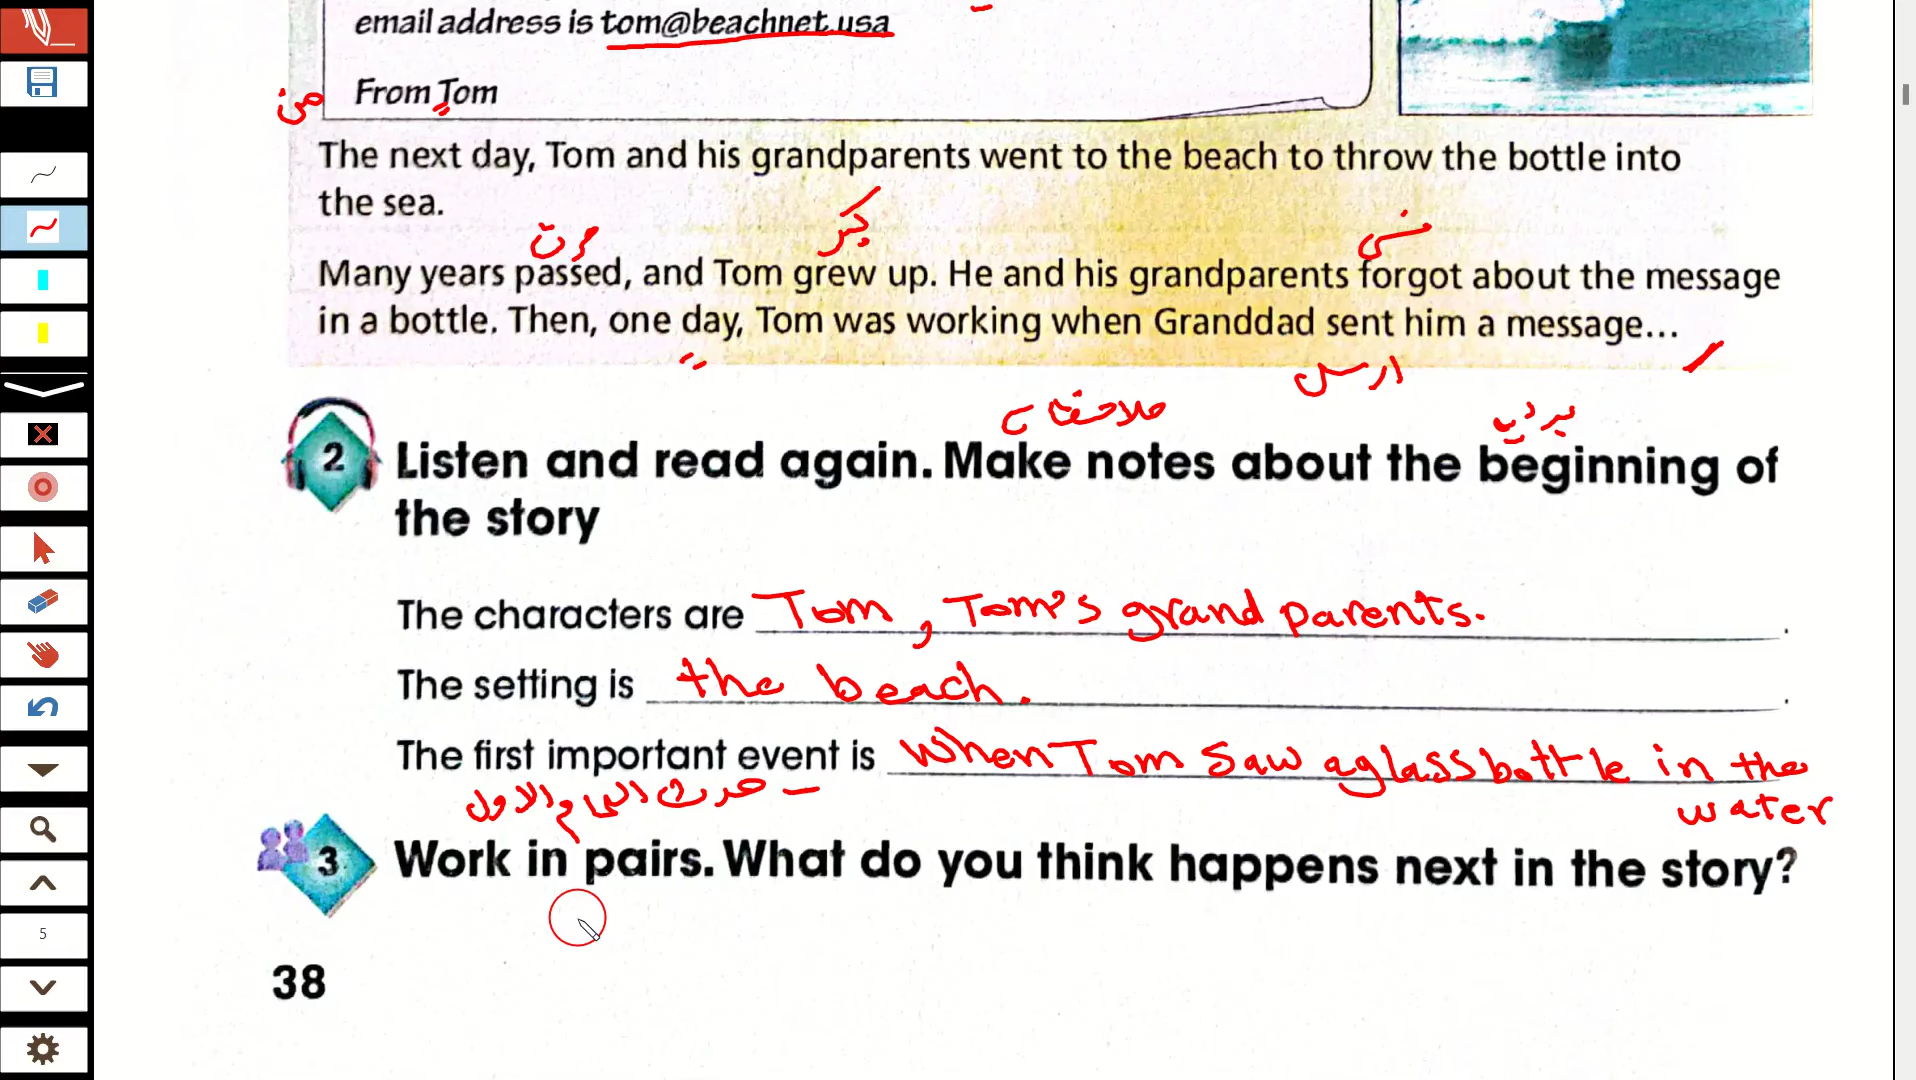 email address is tom@beachnet.usa
From Tom
من
The next day, Tom and his grandparents went to the beach to throw the bottle into
the sea.
مرت كبر نسي
Many years passed, and Tom grew up. He and his grandparents forgot about the message
in a bottle. Then, one day, Tom was working when Granddad sent him a message...
ارسل
ملاحظات
2 Listen and read again. Make notes about the beginning of
the story
The characters are Tom, Tom's grand parents.
The setting is the beach.
The first important event is when Tom saw a glass bottle in the
water
3 Work in pairs. What do you think happens next in the story?
38
5